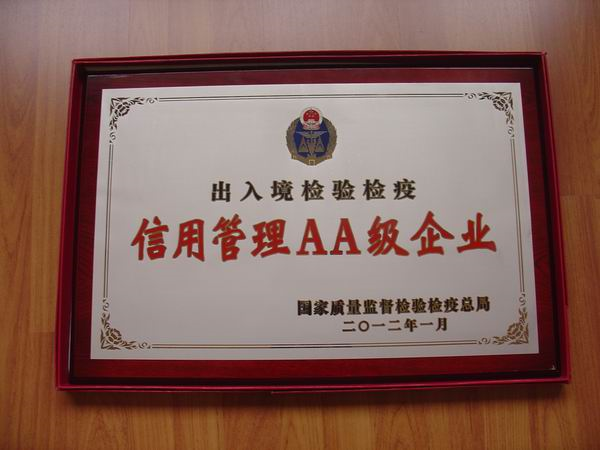 出入境检验检疫
信用管理AA级企业
国家质量监督检验检疫总局
二〇一二年一月